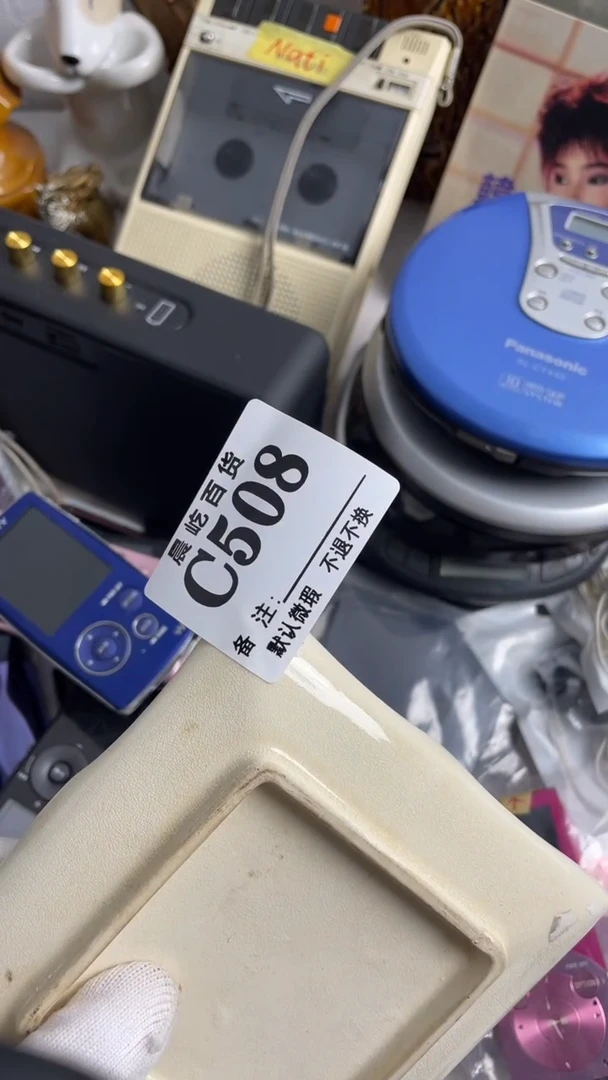 Nati
Panasonic
晨屹百货
C508
备 注:
默认微瑕 不退不换